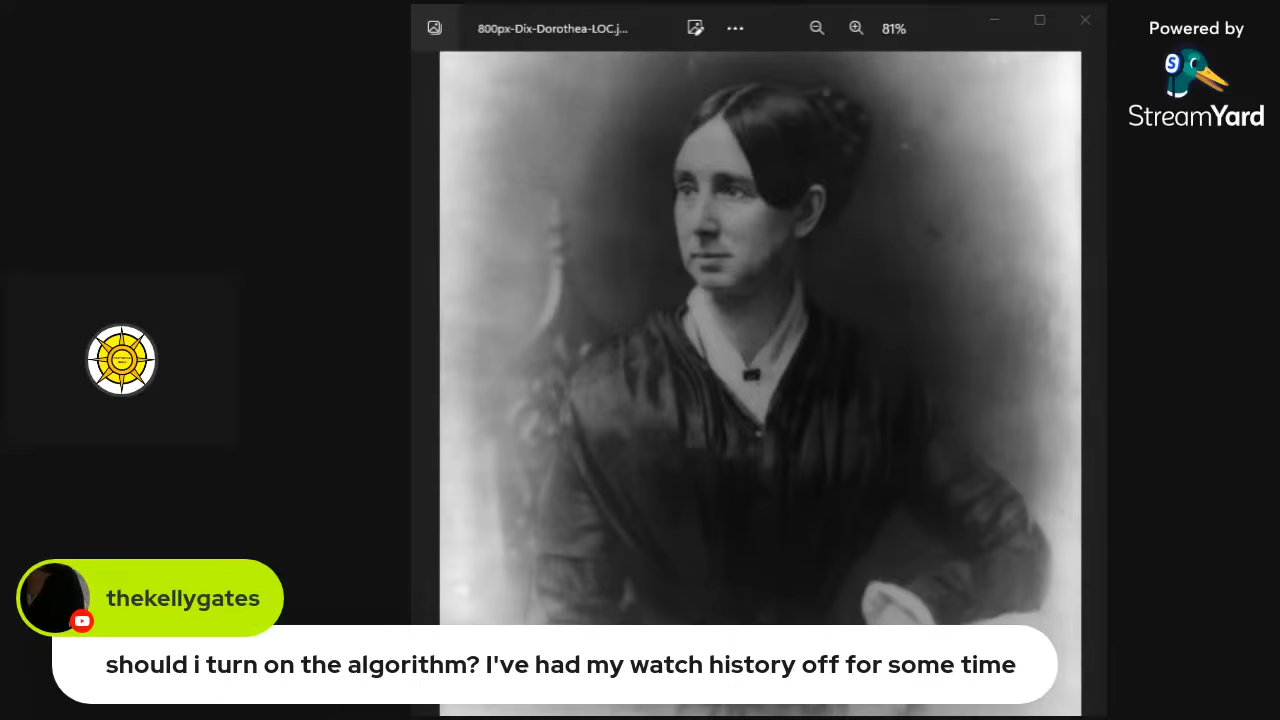 800px-Dix-Dorothea-LOC.j...
81%
Powered by
S
StreamYard
thekellygates
should i turn on the algorithm? I've had my watch history off for some time